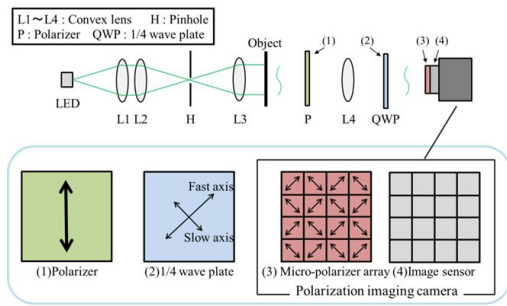 L1～L4 : Convex lens    H : Pinhole
P : Polarizer    QWP : 1/4 wave plate
Object
(1)
(2)
(3)
(4)
LED
L1
L2
H
L3
P
L4
QWP
Fast axis
Slow axis
(1)Polarizer
(2)1/4 wave plate
(3) Micro-polarizer array
(4)Image sensor
Polarization imaging camera